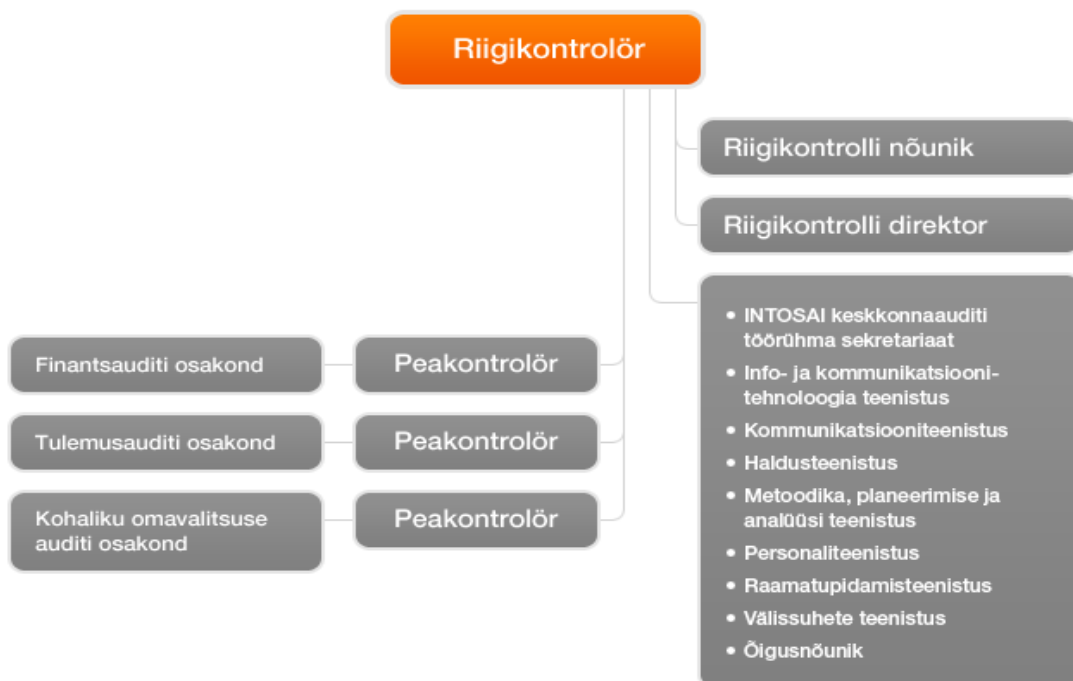 Riigikontrolör
Riigikontrolli nõunik
Riigikontrolli direktor
• INTOSAI keskkonnaauditi
töörühma sekretariaat
• Info- ja kommunikatsiooni-
tehnoloogia teenistus
• Kommunikatsiooniteenistus
• Haldusteenistus
• Metoodika, planeerimise ja
analüüsi teenistus
• Personaliteenistus
• Raamatupidamisteenistus
• Välissuhete teenistus
• Õigusnõunik
Finantsauditi osakond
Peakontrolör
Tulemusauditi osakond
Peakontrolör
Kohaliku omavalitsuse
auditi osakond
Peakontrolör